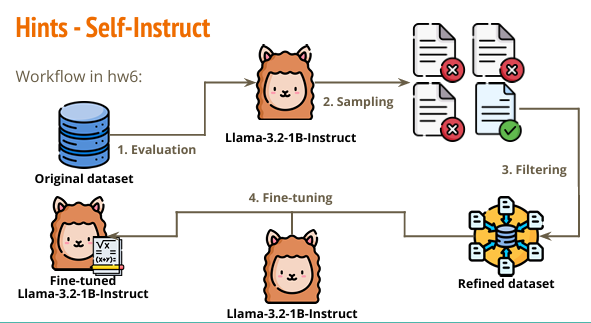 Hints - Self-Instruct
Workflow in hw6:
1. Evaluation
2. Sampling
Llama-3.2-1B-Instruct
Original dataset
3. Filtering
4. Fine-tuning
√x
=
(x+y)²
Fine-tuned
Llama-3.2-1B-Instruct
Llama-3.2-1B-Instruct
Refined dataset